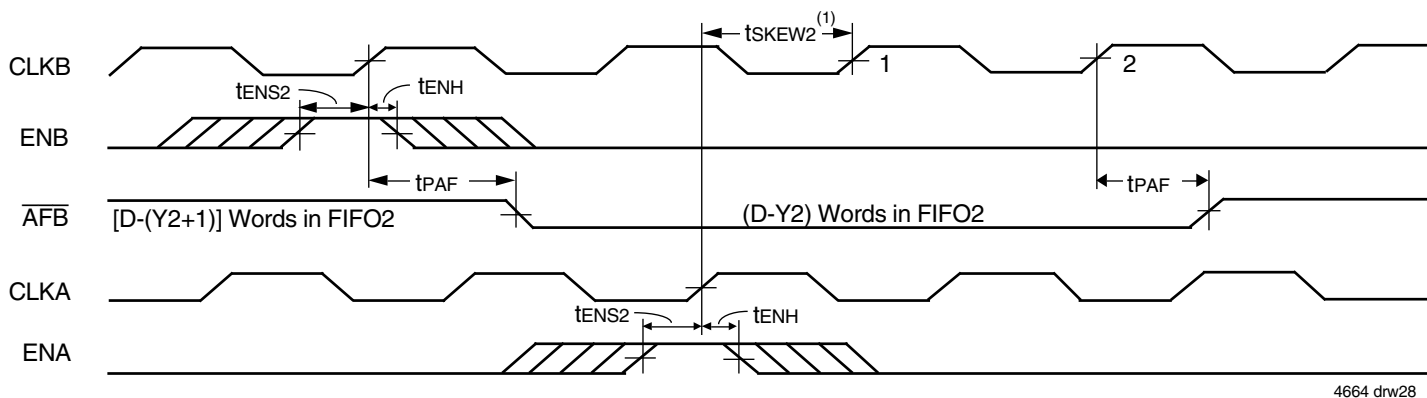 tSKEW2(1)
CLKB
1
2
tENS2
tENH
ENB
tPAF
tPAF
AFB
[D-(Y2+1)] Words in FIFO2
(D-Y2) Words in FIFO2
CLKA
tENS2
tENH
ENA
4664 drw28